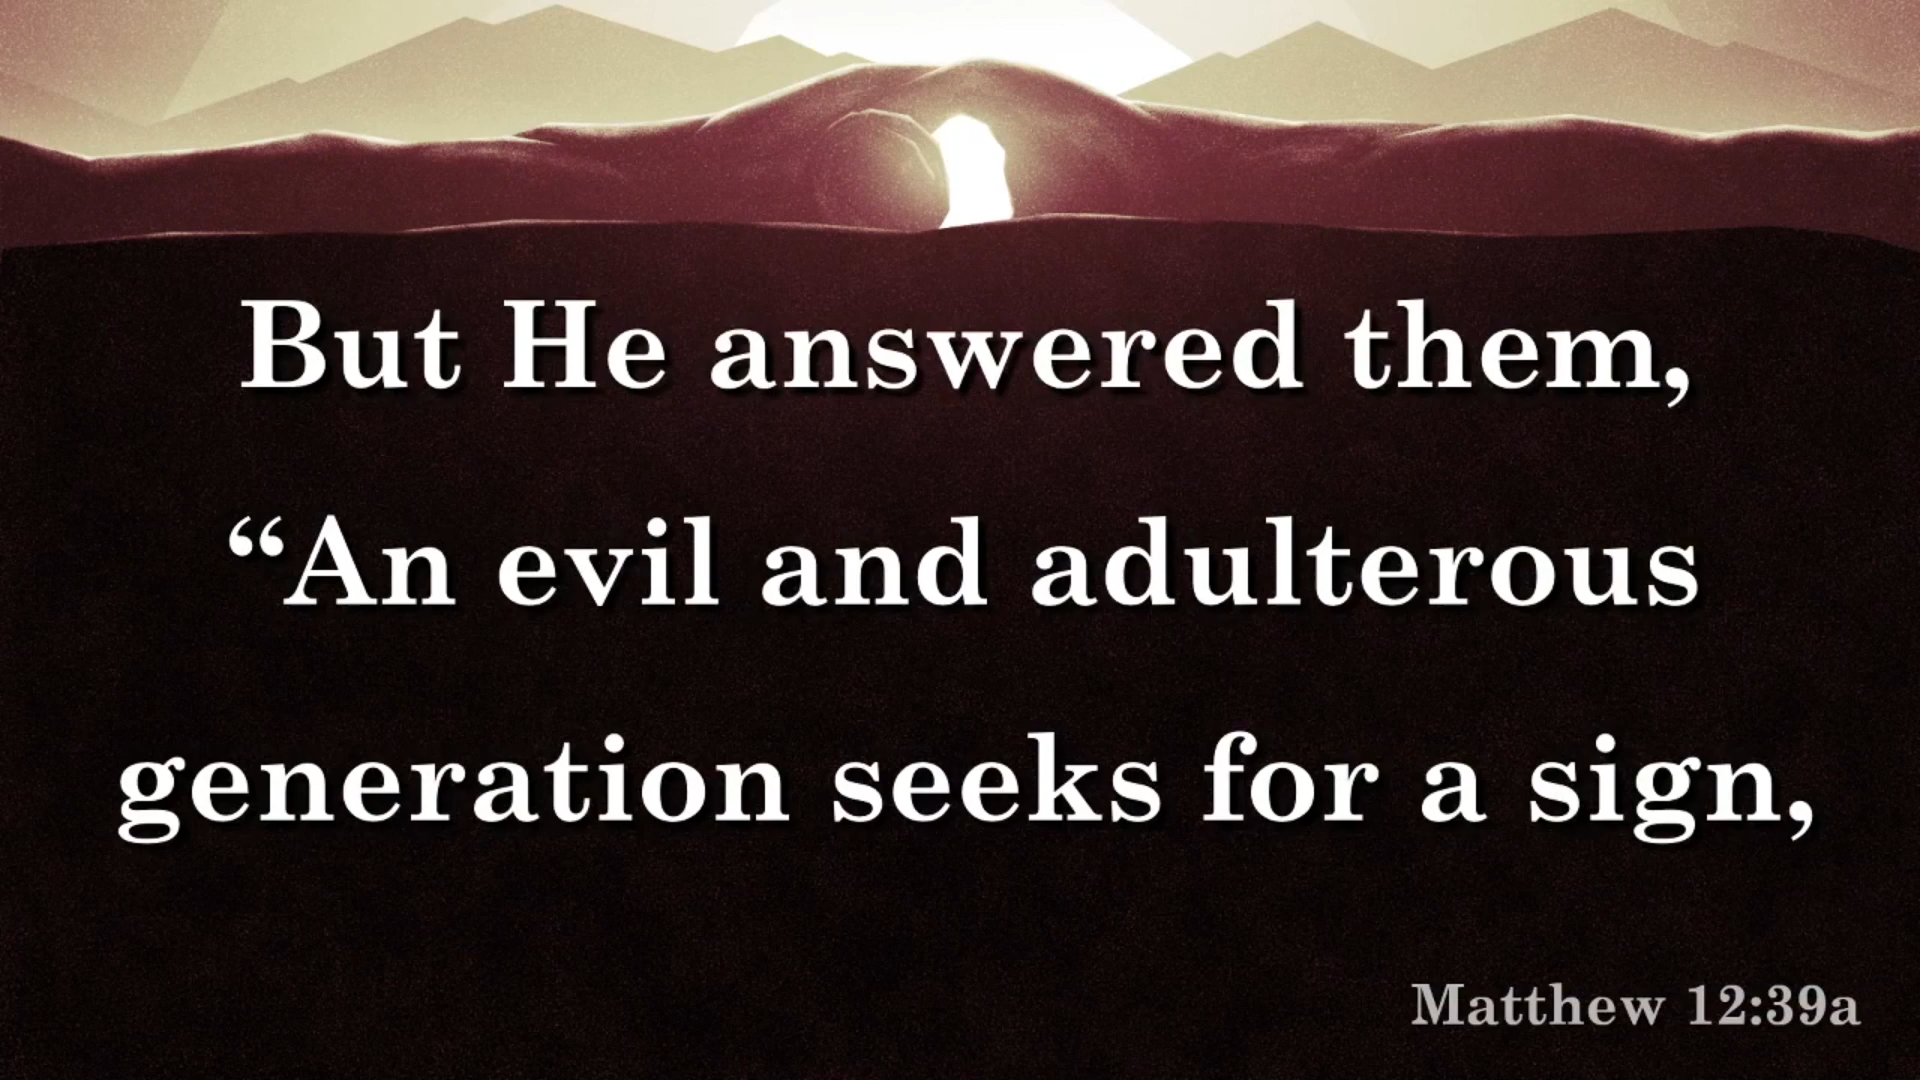 But He answered them,
“An evil and adulterous
generation seeks for a sign,
Matthew 12:39a